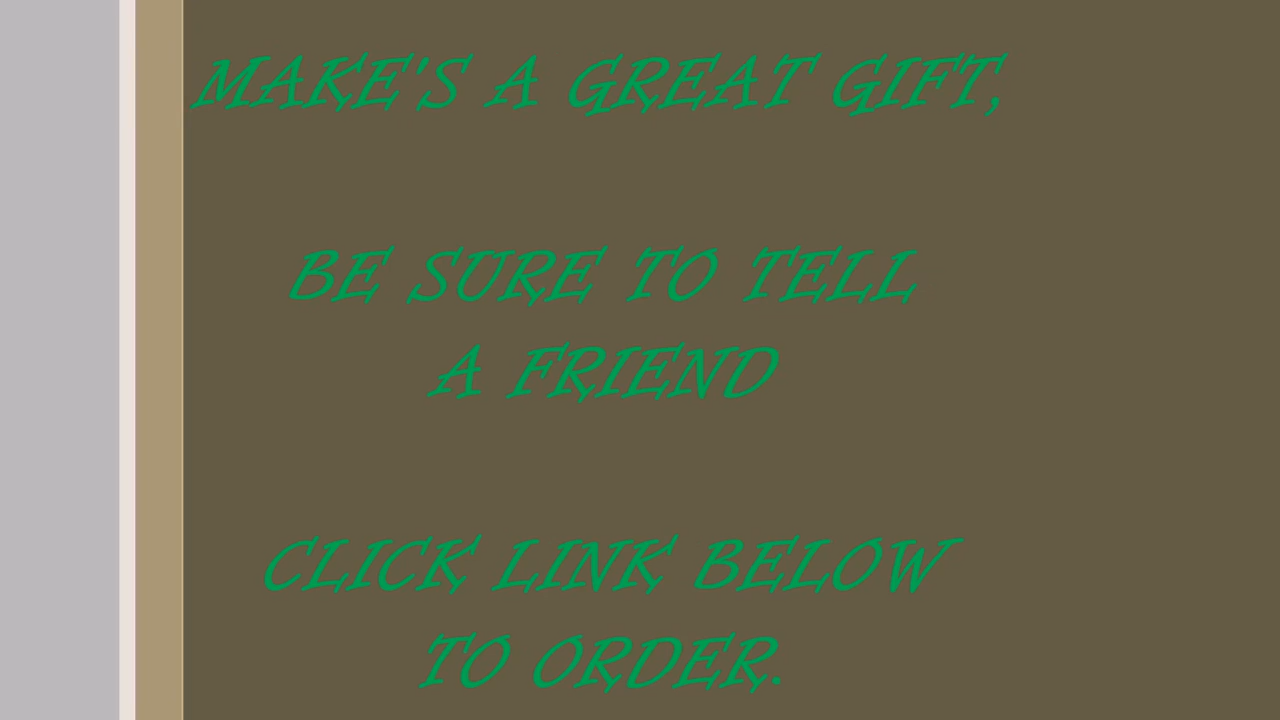 MAKE'S A GREAT GIFT,
BE SURE TO TELL
A FRIEND
CLICK LINK BELOW
TO ORDER.